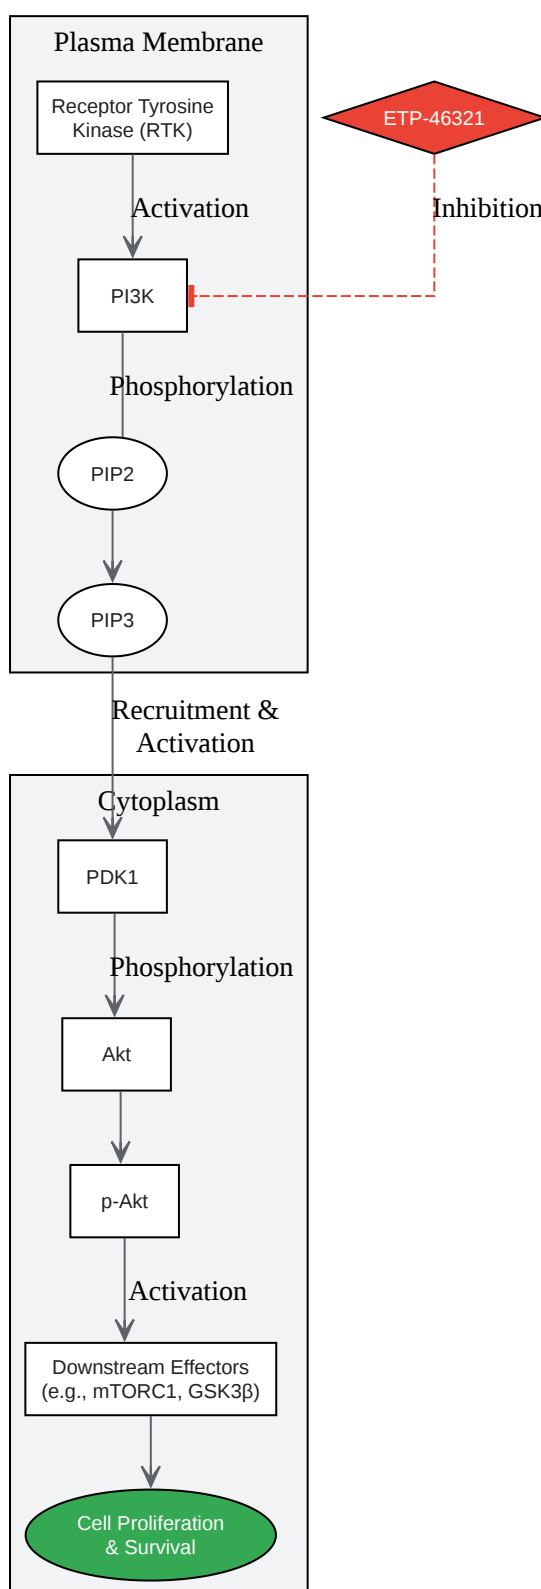 Plasma Membrane
Receptor Tyrosine
Kinase (RTK)
ETP-46321
Activation
Inhibition
PI3K
Phosphorylation
PIP2
PIP3
Recruitment &
Activation
Cytoplasm
PDK1
Phosphorylation
Akt
p-Akt
Activation
Downstream Effectors
(e.g., mTORC1, GSK3β)
Cell Proliferation
& Survival